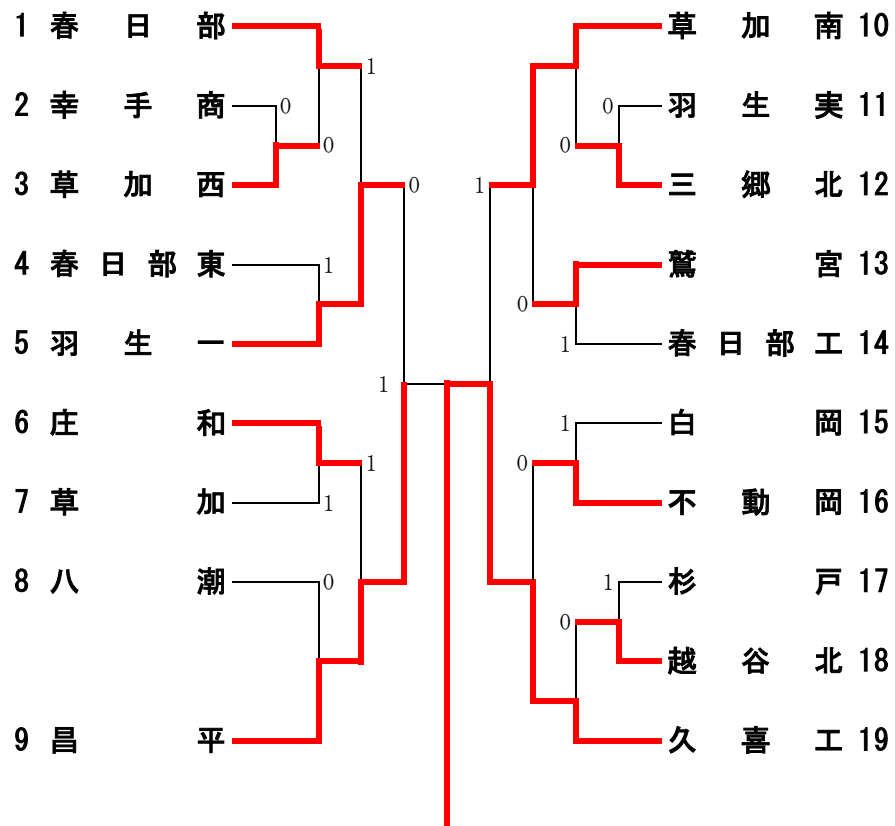 1 春日部
1
2 幸手商
0
0
3 草加西
0
4 春日部東
1
5 羽生一
1
6 庄和
1
7 草加
1
8 八潮
0
9 昌平
草加南 10
0 羽生実 11
0
1 三郷北 12
鷲宮 13
0
1 春日部工 14
1 白岡 15
0
不動岡 16
1 杉戸 17
0
越谷北 18
久喜工 19